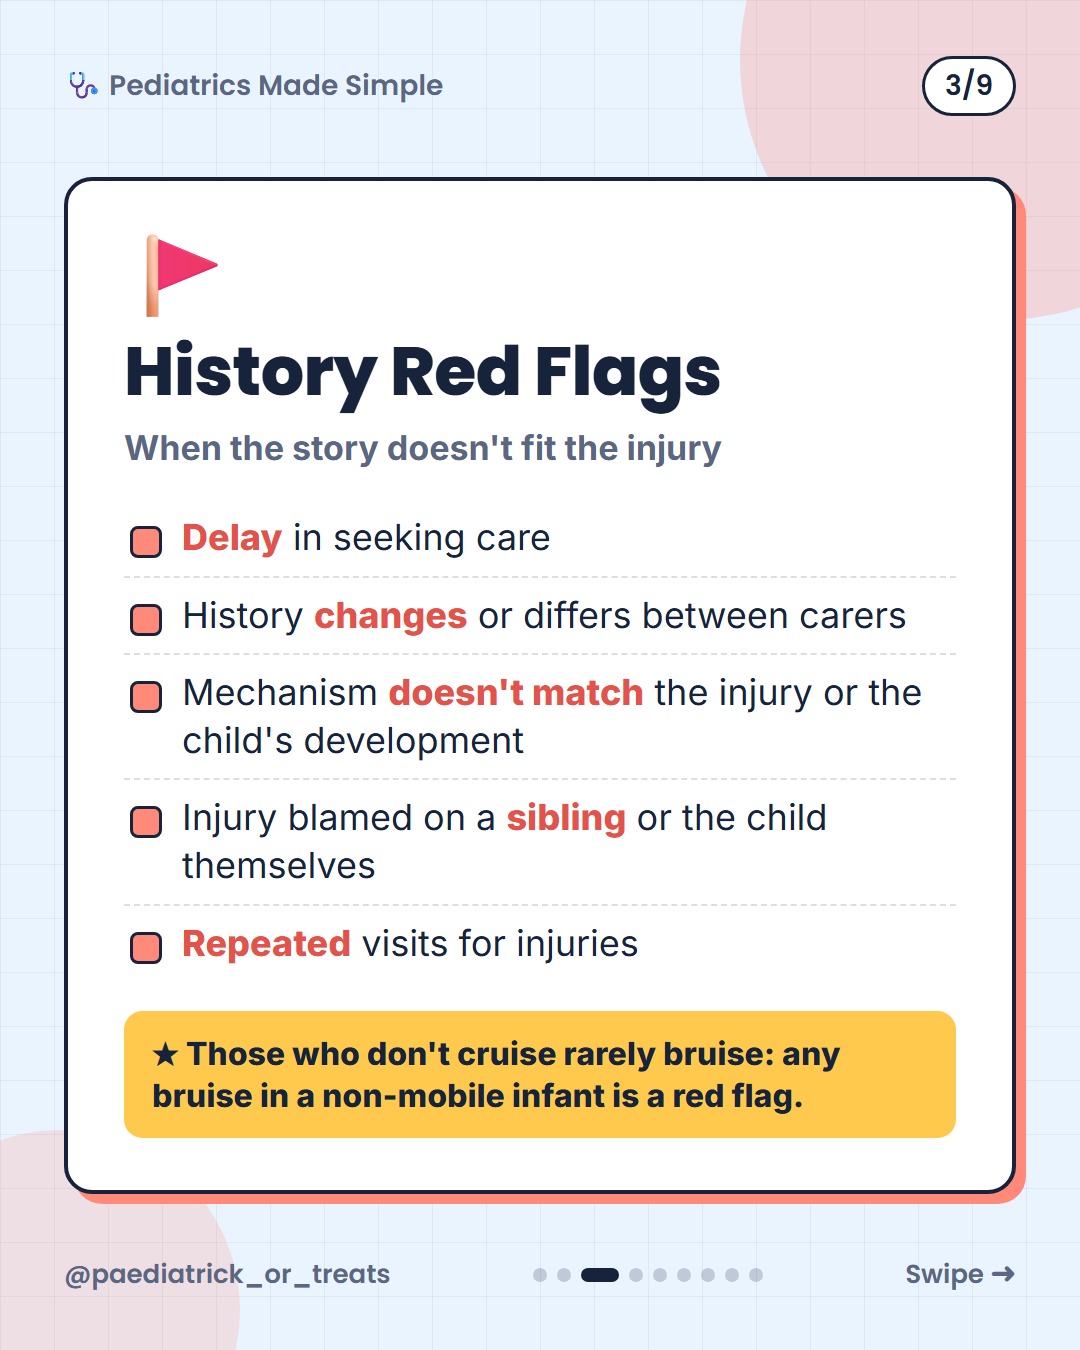 Pediatrics Made Simple
3/9
History Red Flags
When the story doesn't fit the injury
Delay in seeking care
History changes or differs between carers
Mechanism doesn't match the injury or the
child's development
Injury blamed on a sibling or the child
themselves
Repeated visits for injuries
★ Those who don't cruise rarely bruise: any
bruise in a non-mobile infant is a red flag.
@paediatrick_or_treats
Swipe →